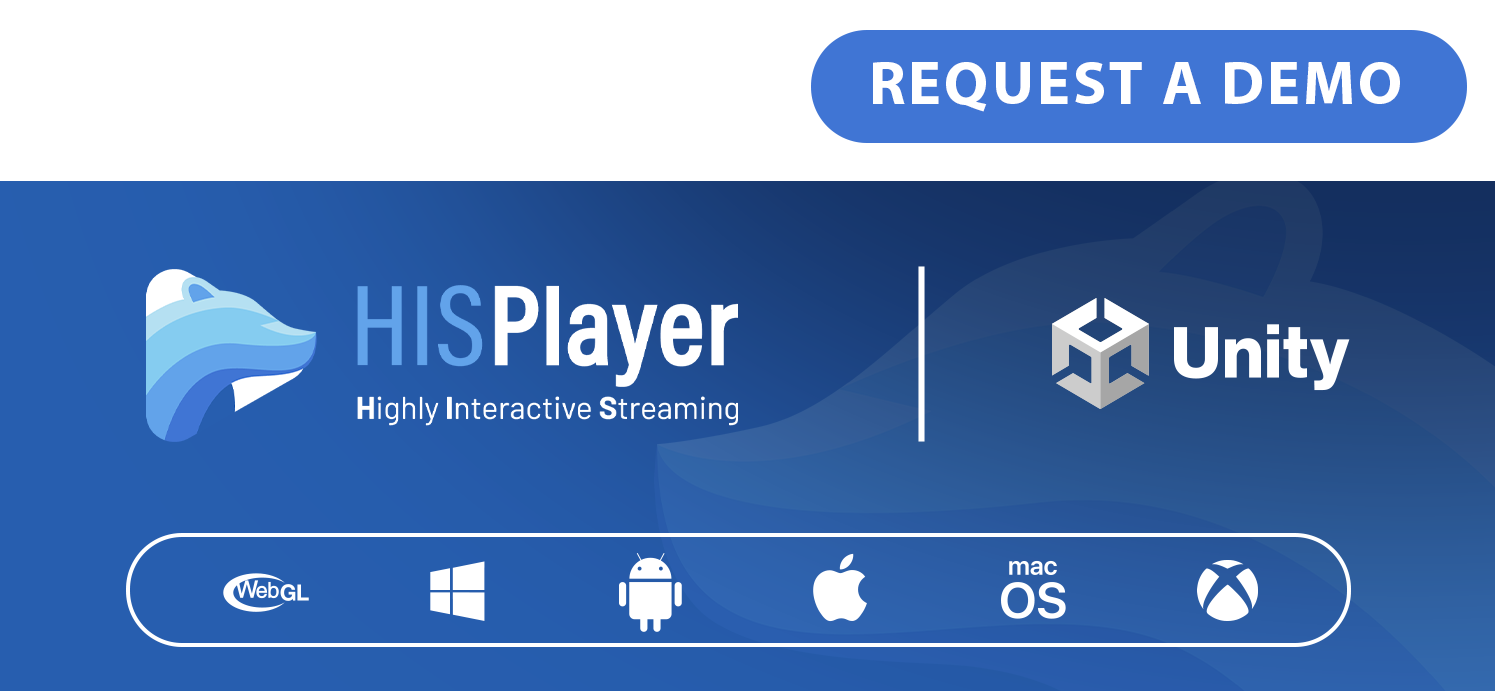 REQUEST A DEMO
HISPlayer
Highly Interactive Streaming
Unity
WebGL
mac
OS